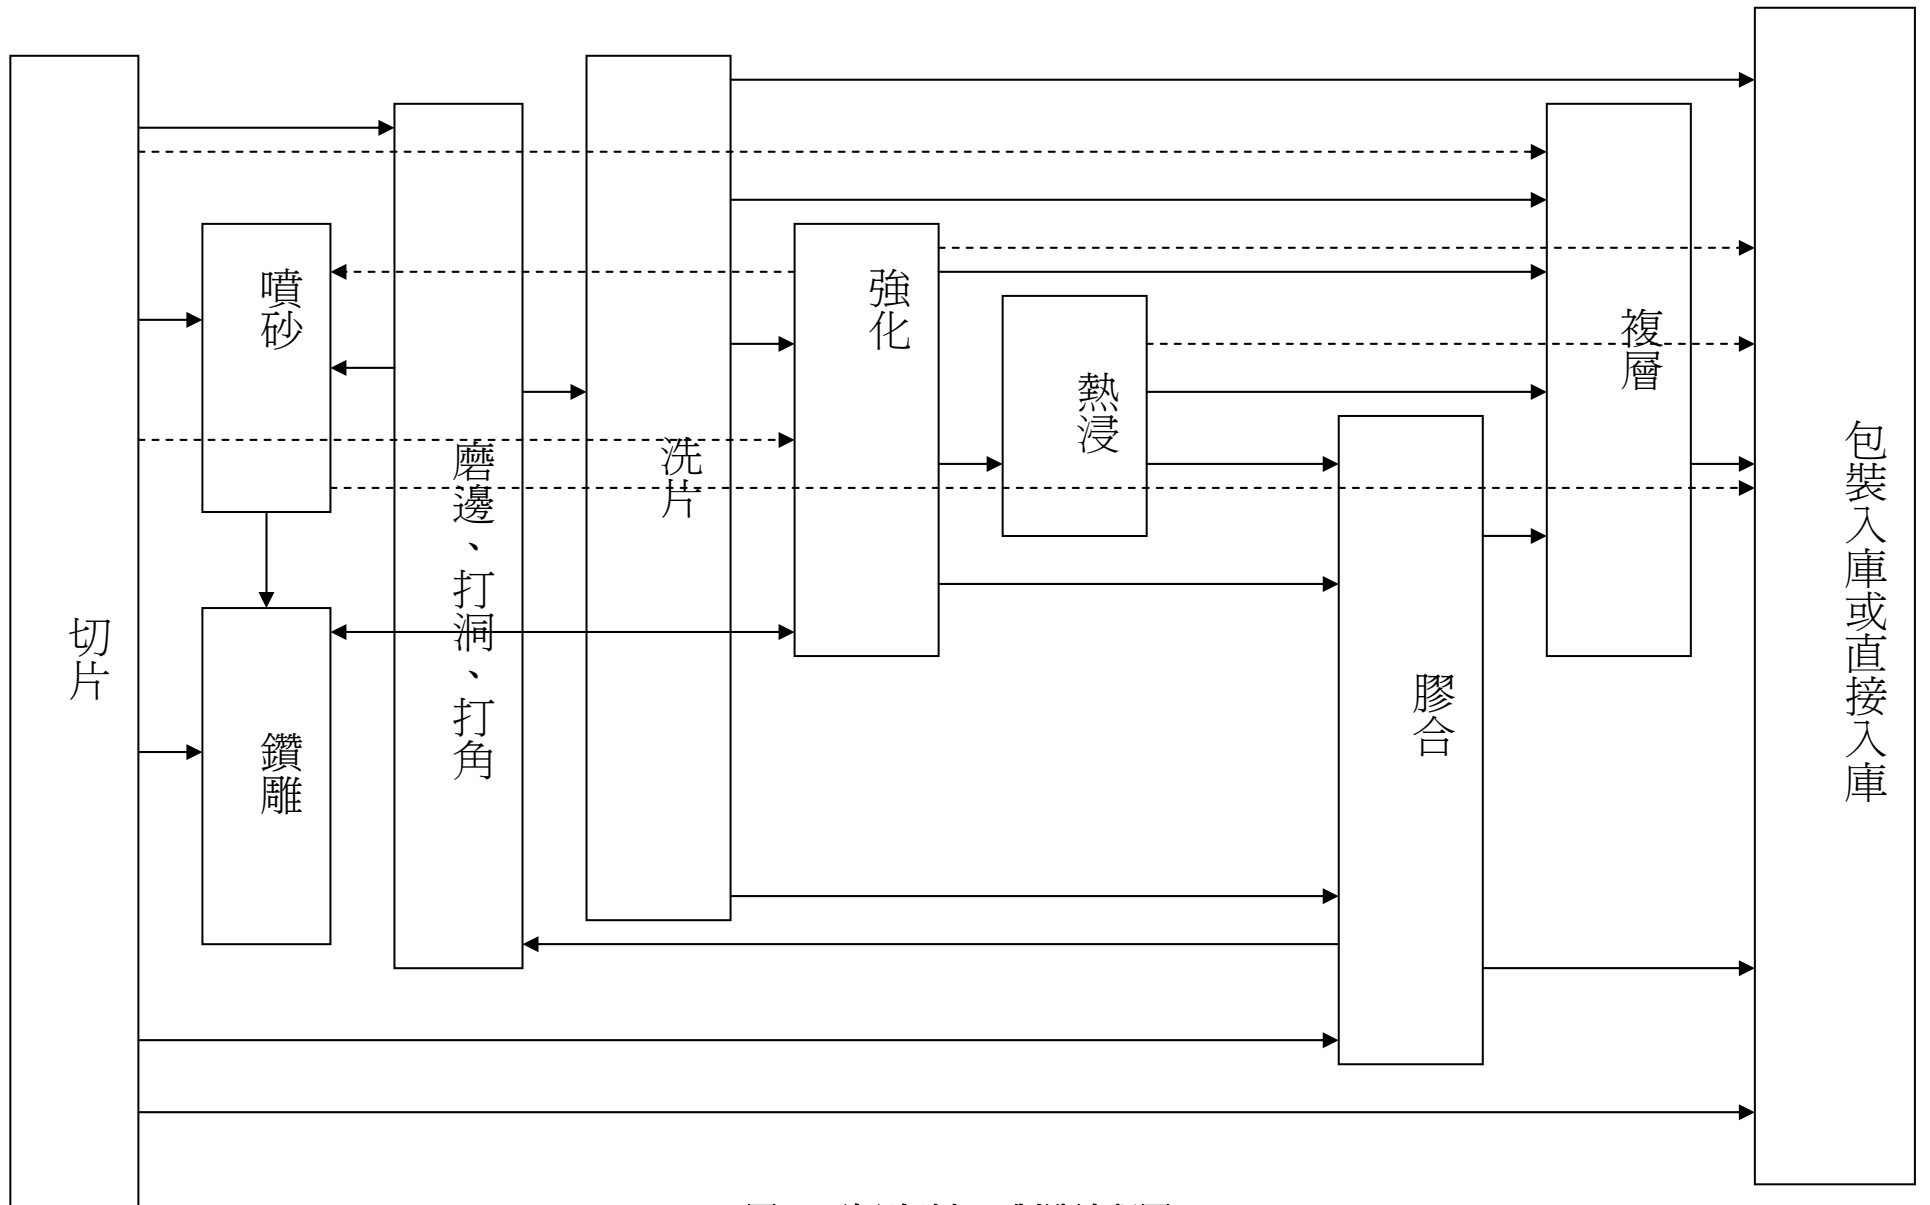 切片
噴砂
鑽雕
磨邊、打洞、打角
洗片
強化
熱浸
膠合
複層
包裝入庫或直接入庫